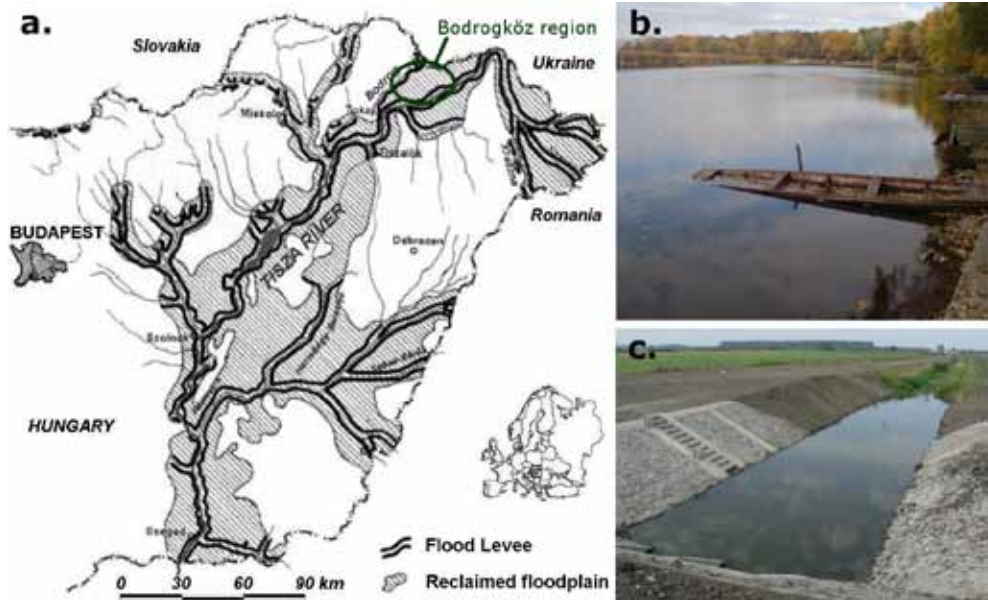 a.
Bodrogköz region
Slovakia
Ukraine
Miskolc
Tokaj
Romania
BUDAPEST
Debrecen
TISZA RIVER
Szolnok
HUNGARY
Szeged
Flood Levee
0 30 60 90 km
Reclaimed floodplain
b.
c.